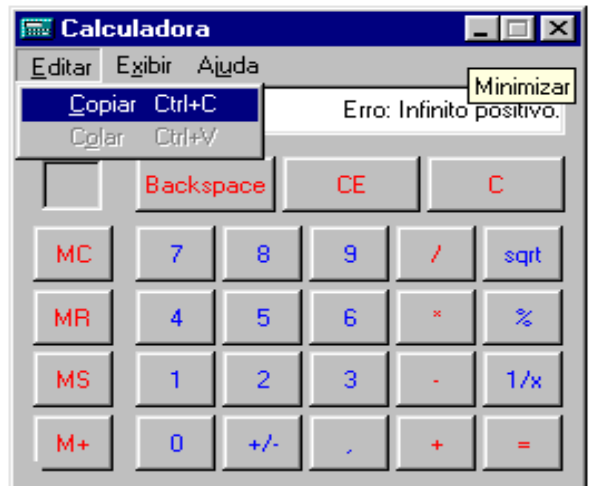 Calculadora
Editar Exibir Ajuda
Minimizar
Copiar Ctrl+C
Erro: Infinito positivo.
Colar Ctrl+V
Backspace CE C
MC 7 8 9 / sqrt
MR 4 5 6 * %
MS 1 2 3 - 1/x
M+ 0 +/- , + =